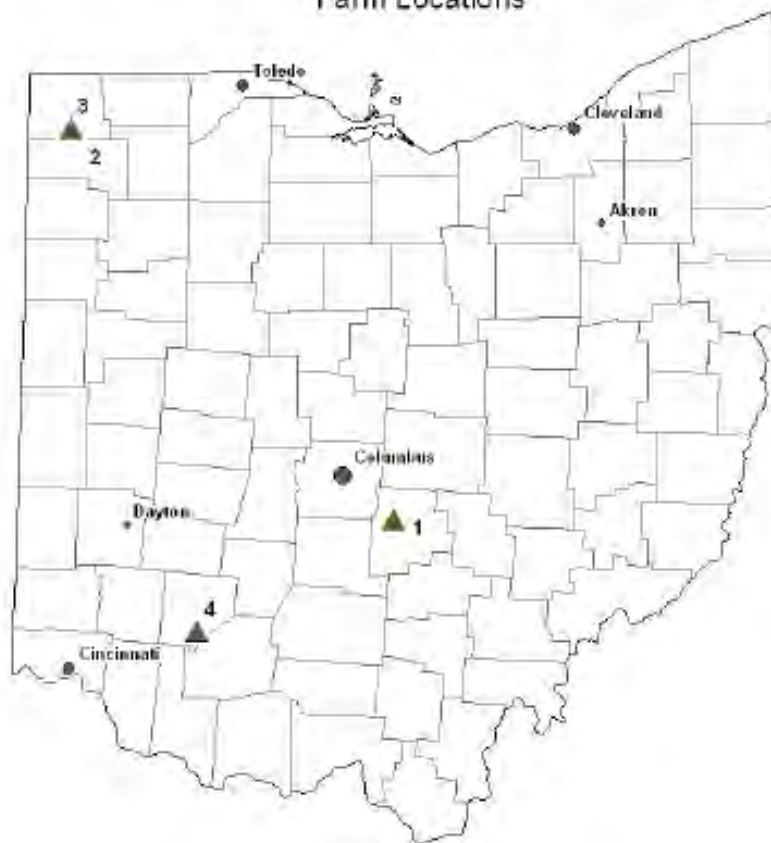 Farm Locations
Toledo
3
Cleveland
2
Akron
Columbus
Dayton
1
4
Cincinnati